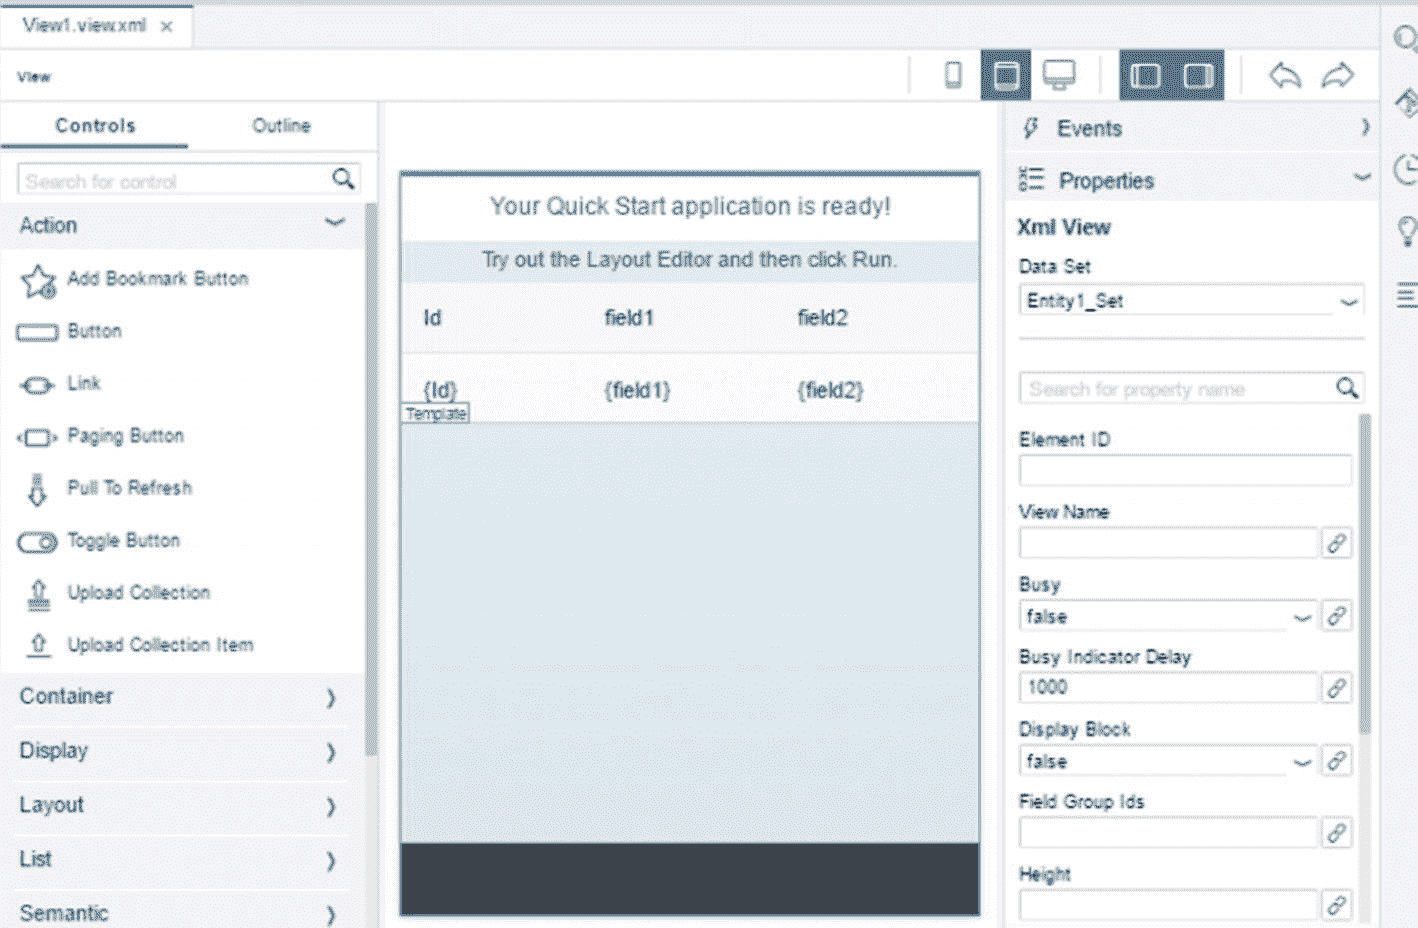 View1.view.xml ×
View
Controls
Outline
Search for control
Action
Add Bookmark Button
Button
Link
Paging Button
Pull To Refresh
Toggle Button
Upload Collection
Upload Collection Item
Container
Display
Layout
List
Semantic
Your Quick Start application is ready!
Try out the Layout Editor and then click Run.
Id field1 field2
{Id} {field1} {field2}
Template
Events
Properties
Xml View
Data Set
Entity1_Set
Search for property name
Element ID
View Name
Busy
false
Busy Indicator Delay
1000
Display Block
false
Field Group Ids
Height